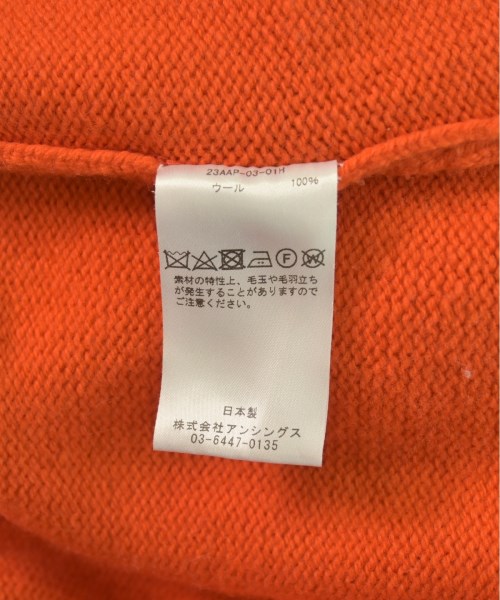 23AAP-03-01H
ウール 100%
F W
素材の特性上、毛玉や毛羽立ち
が発生することがありますので
ご注意ください。
日本製
株式会社アンシングス
03-6447-0135